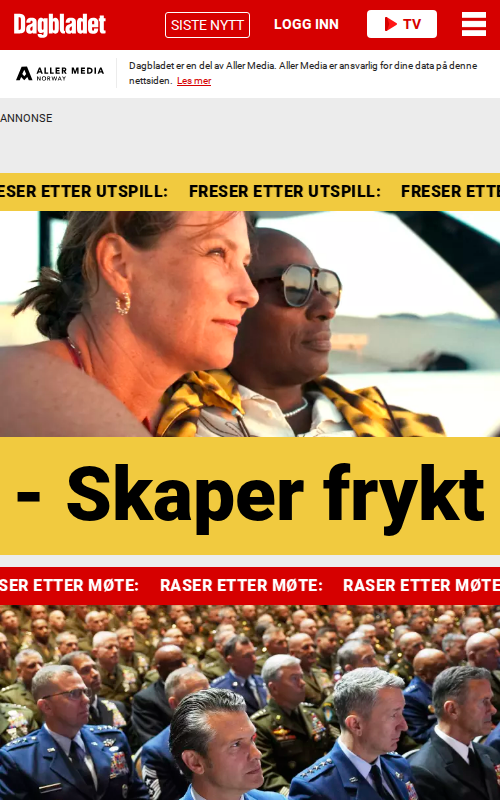 Dagbladet
SISTE NYTT
LOGG INN
TV
ALLER MEDIA
NORWAY
Dagbladet er en del av Aller Media. Aller Media er ansvarlig for dine data på denne
nettsiden. Les mer
ANNONSE
ESER ETTER UTSPILL: FRESER ETTER UTSPILL: FRESER ETTE
- Skaper frykt
SER ETTER MØTE: RASER ETTER MØTE: RASER ETTER MØTE